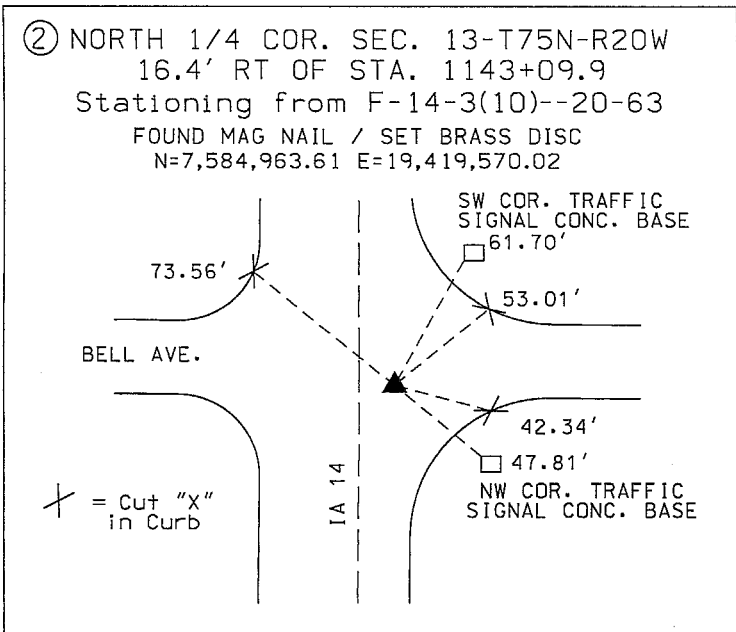 ② NORTH 1/4 COR. SEC. 13-T75N-R20W
16.4' RT OF STA. 1143+09.9
Stationing from F-14-3(10)--20-63
FOUND MAG NAIL / SET BRASS DISC
N=7,584,963.61 E=19,419,570.02
SW COR. TRAFFIC
SIGNAL CONC. BASE
61.70'
73.56'
53.01'
BELL AVE.
42.34'
47.81'
NW COR. TRAFFIC
SIGNAL CONC. BASE
IA 14
= Cut "X"
in Curb